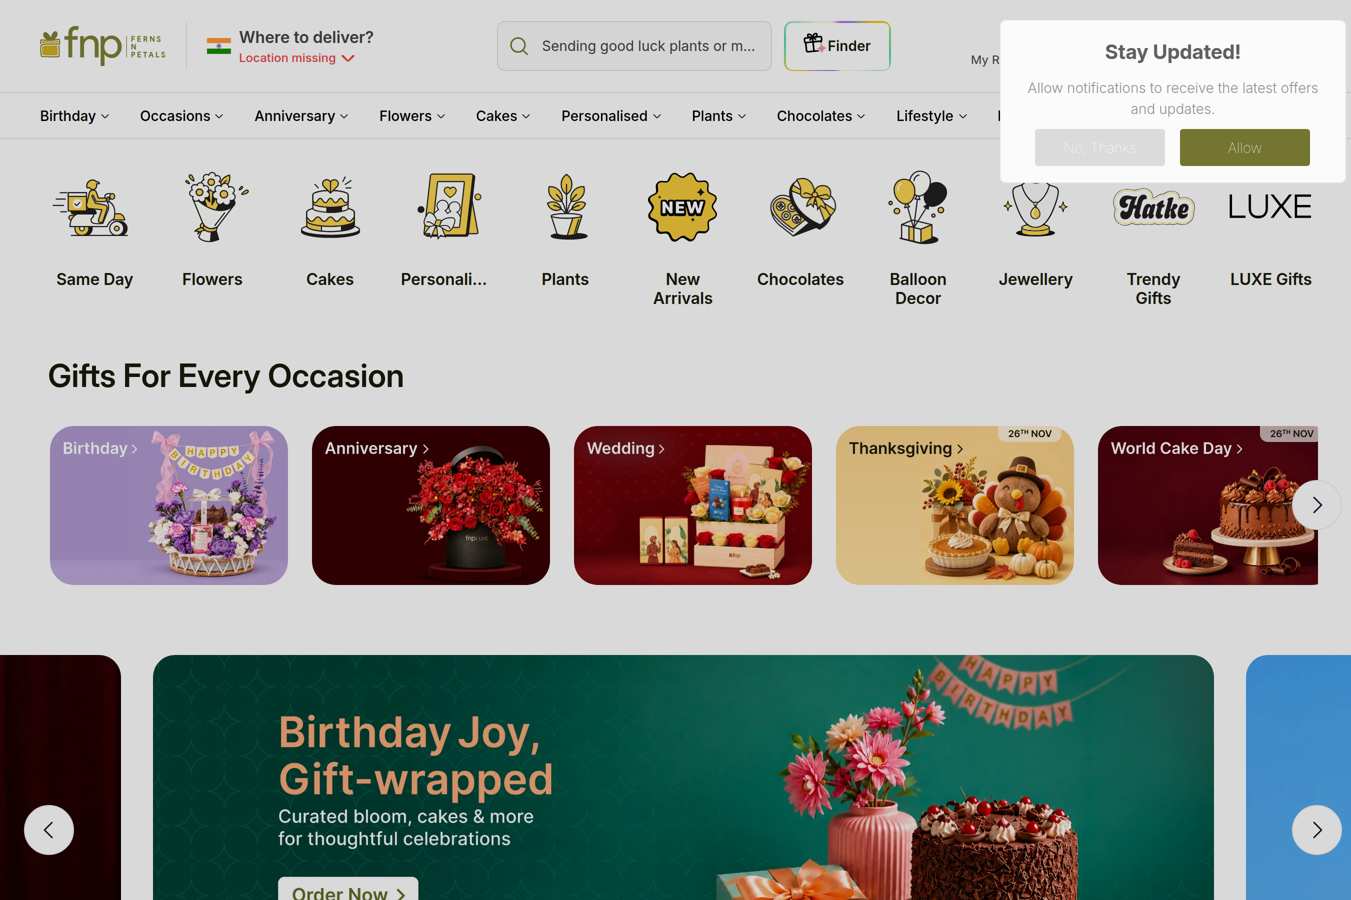 fnp
FERNS
N
PETALS
Where to deliver?
Location missing
Sending good luck plants or m...
Finder
My R
Stay Updated!
Allow notifications to receive the latest offers
and updates.
No, Thanks
Allow
Birthday
Occasions
Anniversary
Flowers
Cakes
Personalised
Plants
Chocolates
Lifestyle
NEW
Hatke
LUXE
Same Day
Flowers
Cakes
Personali...
Plants
New
Arrivals
Chocolates
Balloon
Decor
Jewellery
Trendy
Gifts
LUXE Gifts
Gifts For Every Occasion
Birthday
HAPPY
BIRTHDAY
Anniversary
Wedding
26TH NOV
Thanksgiving
26TH NOV
World Cake Day
HAPPY
BIRTHDAY
Birthday Joy,
Gift-wrapped
Curated bloom, cakes & more
for thoughtful celebrations
Order Now